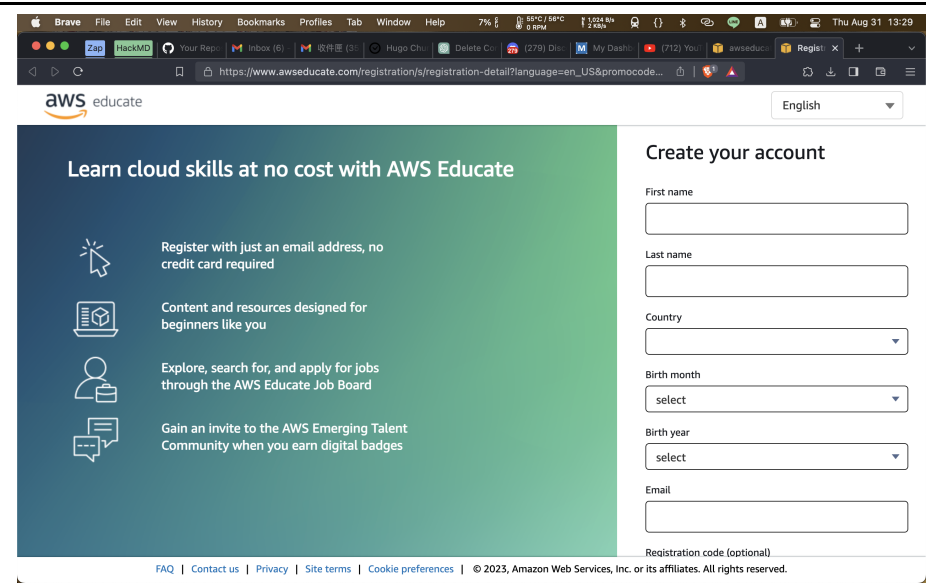 Brave File Edit View History Bookmarks Profiles Tab Window Help 7% 55°C / 56°C 0 RPM 1,024 B/s 2 KB/s A Thu Aug 31 13:29
Zap HackMD Your Repo Inbox (6) - 收件匣 (35 Hugo Chu Delete Cor (279) Disc My Dashb (712) You awseduca Registr
https://www.awseducate.com/registration/s/registration-detail?language=en_US&promocode...
aws educate
English
Learn cloud skills at no cost with AWS Educate
Register with just an email address, no
credit card required
Content and resources designed for
beginners like you
Explore, search for, and apply for jobs
through the AWS Educate Job Board
Gain an invite to the AWS Emerging Talent
Community when you earn digital badges
Create your account
First name
Last name
Country
Birth month
select
Birth year
select
Email
Registration code (optional)
FAQ | Contact us | Privacy | Site terms | Cookie preferences | © 2023, Amazon Web Services, Inc. or its affiliates. All rights reserved.